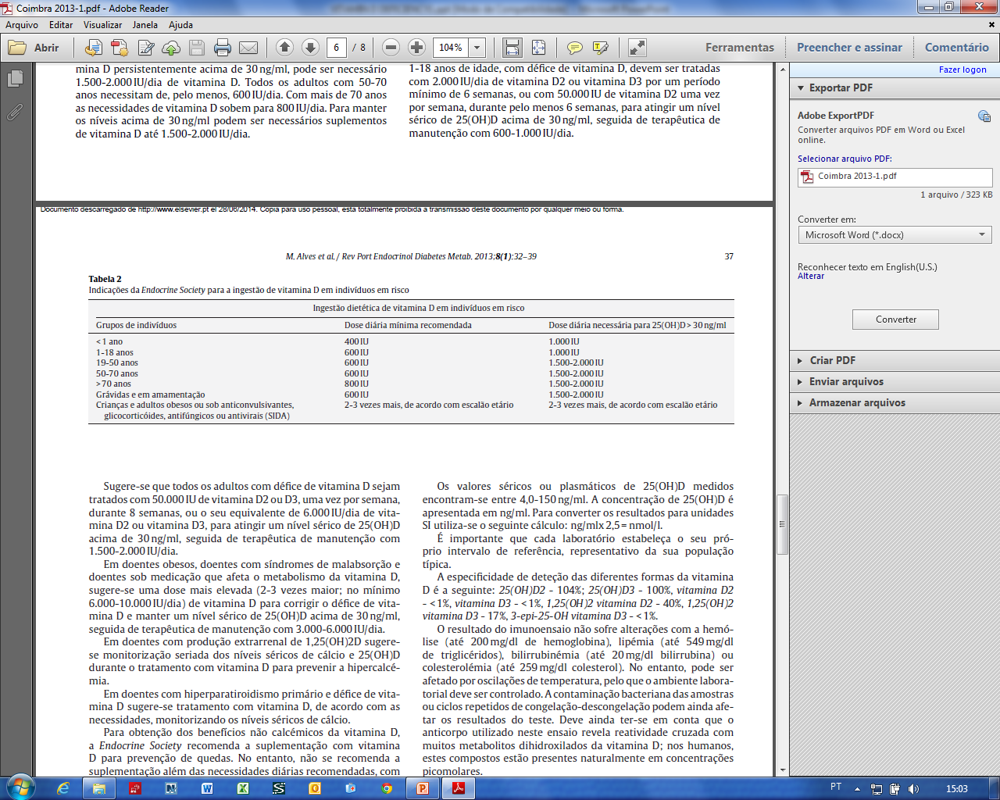 Coimbra 2013-1.pdf - Adobe Reader
Arquivo Editar Visualizar Janela Ajuda
Abrir 6 / 8 104% Ferramentas Preencher e assinar Comentário
mina D persistentemente acima de 30 ng/ml, pode ser necessário
1.500-2.000 IU/dia de vitamina D. Todos os adultos com 50-70
anos necessitam de, pelo menos, 600 IU/dia. Com mais de 70 anos
as necessidades de vitamina D sobem para 800 IU/dia. Para manter
os níveis acima de 30 ng/ml podem ser necessários suplementos
de vitamina D até 1.500-2.000 IU/dia.
1-18 anos de idade, com défice de vitamina D, devem ser tratadas
com 2.000 IU/dia de vitamina D2 ou vitamina D3 por um período
mínimo de 6 semanas, ou com 50.000 IU de vitamina D2 uma vez
por semana, durante pelo menos 6 semanas, para atingir um nível
sérico de 25(OH)D acima de 30 ng/ml, seguida de terapêutica de
manutenção com 600-1.000 IU/dia.
Documento descarregado de http://www.elsevier.pt el 28/06/2014. Copia para uso pessoal, está totalmente proibida a transmissão deste documento por qualquer meio ou forma.
M. Alves et al. / Rev Port Endocrinol Diabetes Metab. 2013;8(1):32–39
37
Tabela 2
Indicações da Endocrine Society para a ingestão de vitamina D em indivíduos em risco
Ingestão dietética de vitamina D em indivíduos em risco
Grupos de indivíduos Dose diária mínima recomendada Dose diária necessária para 25(OH)D > 30 ng/ml
< 1 ano 400 IU 1.000 IU
1-18 anos 600 IU 1.000 IU
19-50 anos 600 IU 1.500-2.000 IU
50-70 anos 600 IU 1.500-2.000 IU
> 70 anos 800 IU 1.500-2.000 IU
Grávidas e em amamentação 600 IU 1.500-2.000 IU
Crianças e adultos obesos ou sob anticonvulsivantes, 2-3 vezes mais, de acordo com escalão etário 2-3 vezes mais, de acordo com escalão etário
glicocorticóides, antifúngicos ou antivirais (SIDA)
Sugere-se que todos os adultos com défice de vitamina D sejam
tratados com 50.000 IU de vitamina D2 ou D3, uma vez por semana,
durante 8 semanas, ou o seu equivalente de 6.000 IU/dia de vita-
mina D2 ou vitamina D3, para atingir um nível sérico de 25(OH)D
acima de 30 ng/ml, seguida de terapêutica de manutenção com
1.500-2.000 IU/dia.
Em doentes obesos, doentes com síndromes de malabsorção e
doentes sob medicação que afeta o metabolismo da vitamina D,
sugere-se uma dose mais elevada (2-3 vezes maior; no mínimo
6.000-10.000 IU/dia) de vitamina D para corrigir o défice de vita-
mina D e manter um nível sérico de 25(OH)D acima de 30 ng/ml,
seguida de terapêutica de manutenção com 3.000-6.000 IU/dia.
Em doentes com produção extrarrenal de 1,25(OH)2D sugere-
se monitorização seriada dos níveis séricos de cálcio e 25(OH)D
durante o tratamento com vitamina D para prevenir a hipercalcé-
mia.
Em doentes com hiperparatiroidismo primário e défice de vita-
mina D sugere-se tratamento com vitamina D, de acordo com as
necessidades, monitorizando os níveis séricos de cálcio.
Para obtenção dos benefícios não calcémicos da vitamina D,
a Endocrine Society recomenda a suplementação com vitamina
D para prevenção de quedas. No entanto, não se recomenda a
suplementação além das necessidades diárias recomendadas, com
Os valores séricos ou plasmáticos de 25(OH)D medidos
encontram-se entre 4,0-150 ng/ml. A concentração de 25(OH)D é
apresentada em ng/ml. Para converter os resultados para unidades
SI utiliza-se o seguinte cálculo: ng/mlx 2,5 = nmol/l.
É importante que cada laboratório estabeleça o seu pró-
prio intervalo de referência, representativo da sua população
típica.
A especificidade de deteção das diferentes formas da vitamina
D é a seguinte: 25(OH)D2 – 104%; 25(OH)D3 – 100%, vitamina D2
- < 1%, vitamina D3 - < 1%, 1,25(OH)2 vitamina D2 - 40%, 1,25(OH)2
vitamina D3 - 17%, 3-epi-25-OH vitamina D3 - < 1%.
O resultado do imunoensaio não sofre alterações com a hemó-
lise (até 200 mg/dl de hemoglobina), lipémia (até 549 mg/dl
de triglicéridos), bilirrubinémia (até 20 mg/dl bilirrubina) ou
colesterolémia (até 259 mg/dl colesterol). No entanto, pode ser
afetado por oscilações de temperatura, pelo que o ambiente labora-
torial deve ser controlado. A contaminação bacteriana das amostras
ou ciclos repetidos de congelação-descongelação podem ainda afe-
tar os resultados do teste. Deve ainda ter-se em conta que o
anticorpo utilizado neste ensaio revela reatividade cruzada com
muitos metabolitos dihidroxilados da vitamina D; nos humanos,
estes compostos estão presentes naturalmente em concentrações
picomolares.
Fazer logon
Exportar PDF
Adobe ExportPDF
Converter arquivos PDF em Word ou Excel
online.
Selecionar arquivo PDF:
Coimbra 2013-1.pdf
1 arquivo / 323 KB
Converter em:
Microsoft Word (*.docx)
Reconhecer texto em English(U.S.)
Alterar
Converter
Criar PDF
Enviar arquivos
Armazenar arquivos
PT 15:03